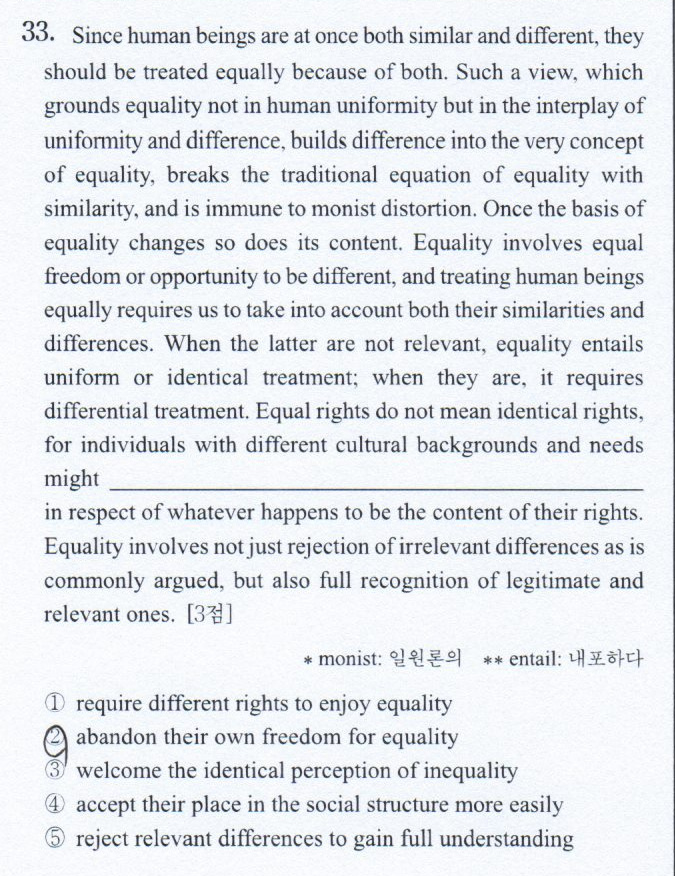 33. Since human beings are at once both similar and different, they
should be treated equally because of both. Such a view, which
grounds equality not in human uniformity but in the interplay of
uniformity and difference, builds difference into the very concept
of equality, breaks the traditional equation of equality with
similarity, and is immune to monist distortion. Once the basis of
equality changes so does its content. Equality involves equal
freedom or opportunity to be different, and treating human beings
equally requires us to take into account both their similarities and
differences. When the latter are not relevant, equality entails
uniform or identical treatment; when they are, it requires
differential treatment. Equal rights do not mean identical rights,
for individuals with different cultural backgrounds and needs
might ____________
in respect of whatever happens to be the content of their rights.
Equality involves not just rejection of irrelevant differences as is
commonly argued, but also full recognition of legitimate and
relevant ones. [3점]
* monist: 일원론의 ** entail: 내포하다
① require different rights to enjoy equality
② abandon their own freedom for equality
③ welcome the identical perception of inequality
④ accept their place in the social structure more easily
⑤ reject relevant differences to gain full understanding